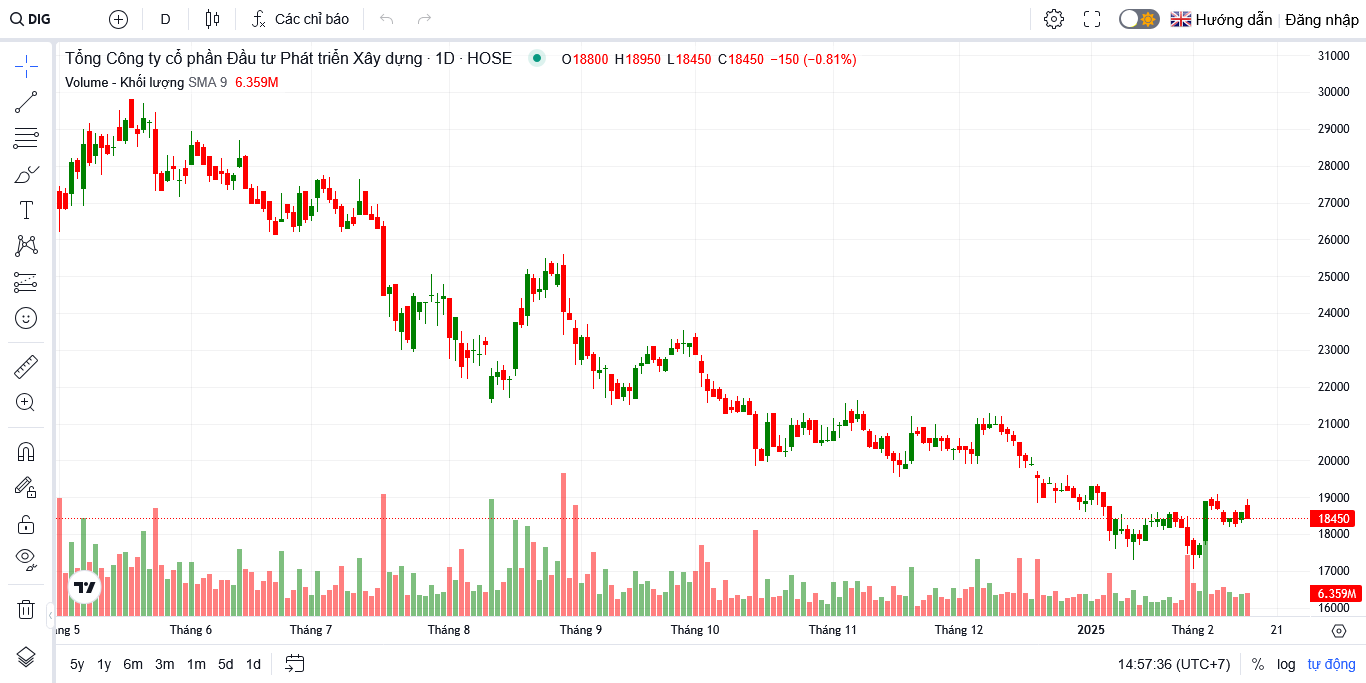 DIG D Các chỉ báo Hướng dẫn Đăng nhập
Tổng Công ty cổ phần Đầu tư Phát triển Xây dựng · 1D · HOSE O18800 H18950 L18450 C18450 −150 (−0.81%)
Volume - Khối lượng SMA 9 6.359M
31000
30000
29000
28000
27000
26000
25000
24000
23000
22000
21000
20000
19000
18450
18000
17000
6.359M
16000
ng 5 Tháng 6 Tháng 7 Tháng 8 Tháng 9 Tháng 10 Tháng 11 Tháng 12 2025 Tháng 2 21
5y 1y 6m 3m 1m 5d 1d 14:57:36 (UTC+7) % log tự động